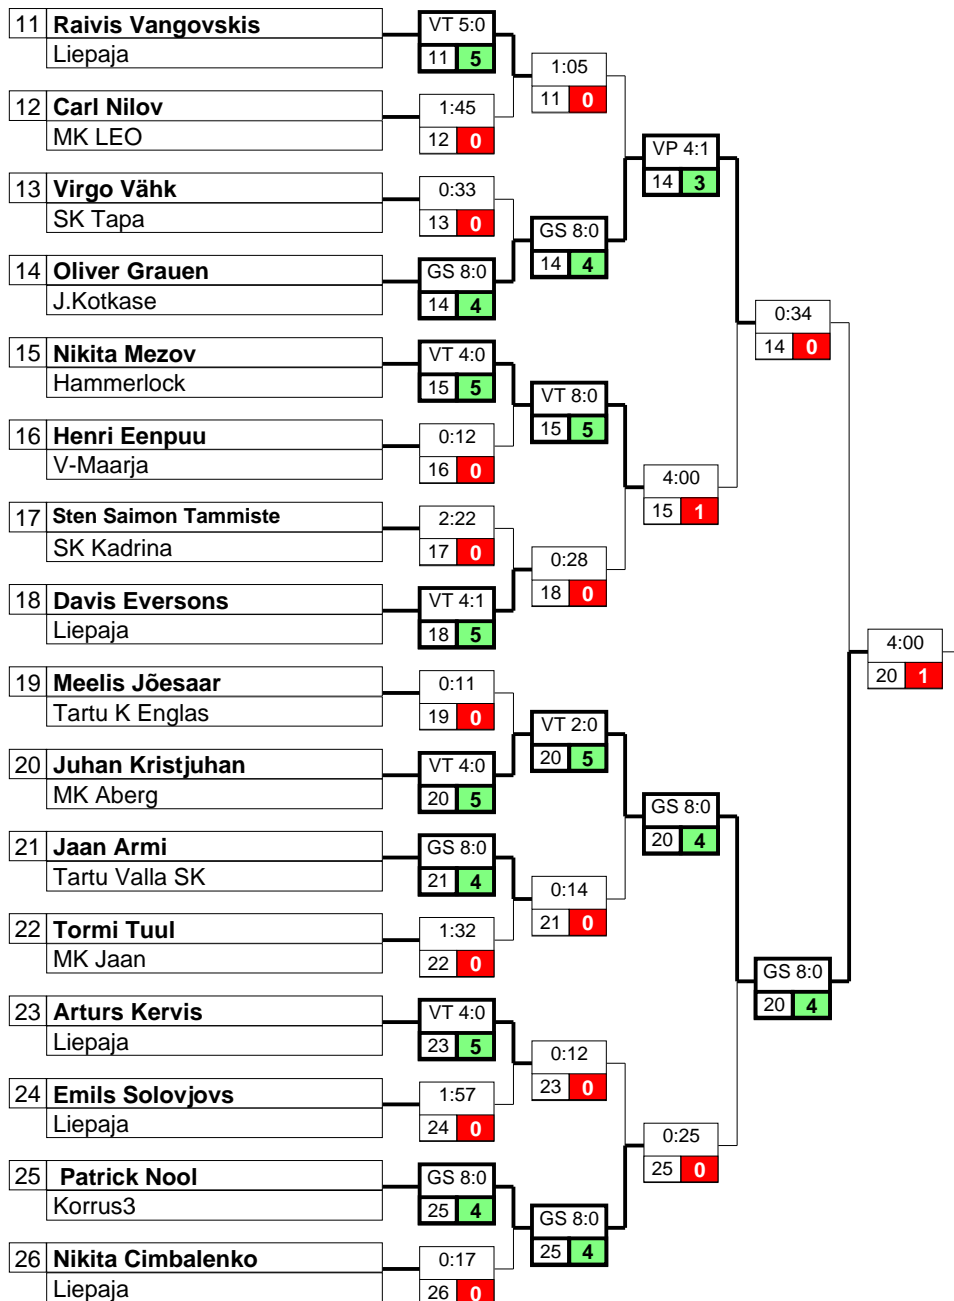 11 Raivis Vangovskis
Liepaja
VT 5:0
11 5
1:05
11 0
12 Carl Nilov
MK LEO
1:45
12 0
VP 4:1
14 3
13 Virgo Vähk
SK Tapa
0:33
13 0
GS 8:0
14 4
14 Oliver Grauen
J.Kotkase
GS 8:0
14 4
0:34
14 0
15 Nikita Mezov
Hammerlock
VT 4:0
15 5
VT 8:0
15 5
16 Henri Eenpuu
V-Maarja
0:12
16 0
4:00
15 1
17 Sten Saimon Tammiste
SK Kadrina
2:22
17 0
0:28
18 0
18 Davis Eversons
Liepaja
VT 4:1
18 5
4:00
20 1
19 Meelis Jõesaar
Tartu K Englas
0:11
19 0
VT 2:0
20 5
20 Juhan Kristjuhan
MK Aberg
VT 4:0
20 5
GS 8:0
20 4
21 Jaan Armi
Tartu Valla SK
GS 8:0
21 4
0:14
21 0
22 Tormi Tuul
MK Jaan
1:32
22 0
GS 8:0
20 4
23 Arturs Kervis
Liepaja
VT 4:0
23 5
0:12
23 0
24 Emils Solovjovs
Liepaja
1:57
24 0
0:25
25 0
25 Patrick Nool
Korrus3
GS 8:0
25 4
GS 8:0
25 4
26 Nikita Cimbalenko
Liepaja
0:17
26 0